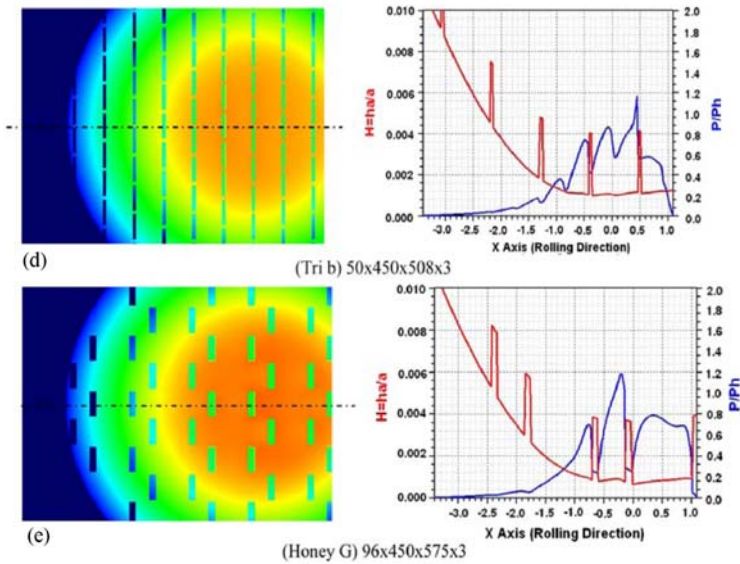 0.010
0.008
0.006
0.004
0.002
0.000
H=ha/a
2.0
1.8
1.6
1.4
1.2
1.0
0.8
0.6
0.4
0.2
0.0
P/Ph
-3.0 -2.5 -2.0 -1.5 -1.0 -0.5 0.0 0.5 1.0
X Axis (Rolling Direction)
(d)
(Tri b) 50x450x508x3
0.010
0.008
0.006
0.004
0.002
0.000
H=ha/a
2.0
1.8
1.6
1.4
1.2
1.0
0.8
0.6
0.4
0.2
0.0
P/Ph
-3.0 -2.5 -2.0 -1.5 -1.0 -0.5 0.0 0.5 1.0
X Axis (Rolling Direction)
(e)
(Honey G) 96x450x575x3